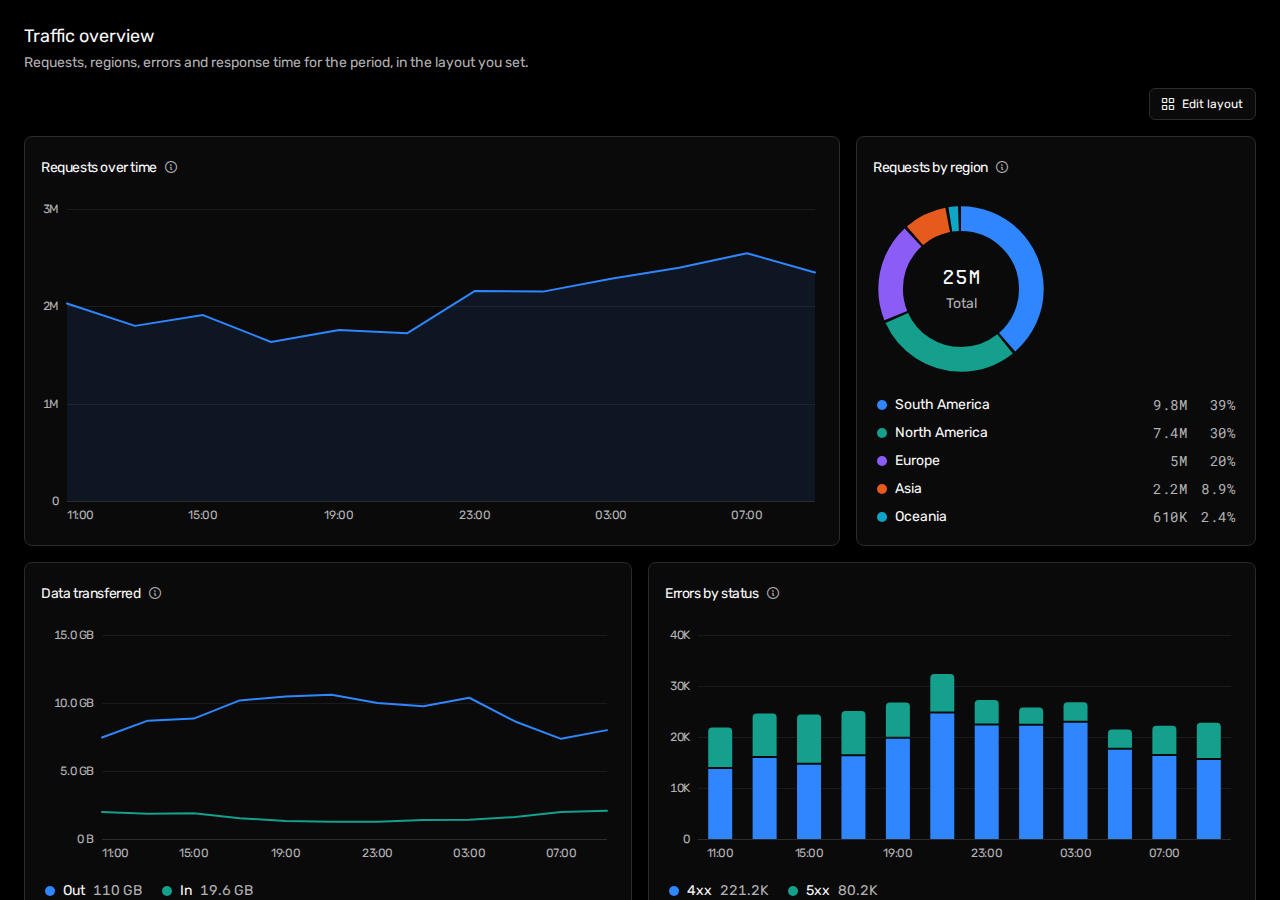 Traffic overview
Requests, regions, errors and response time for the period, in the layout you set.
Edit layout
Requests over time
3M
2M
1M
0
11:00 15:00 19:00 23:00 03:00 07:00
Requests by region
25M
Total
South America 9.8M 39%
North America 7.4M 30%
Europe 5M 20%
Asia 2.2M 8.9%
Oceania 610K 2.4%
Data transferred
15.0 GB
10.0 GB
5.0 GB
0 B
11:00 15:00 19:00 23:00 03:00 07:00
Out 110 GB In 19.6 GB
Errors by status
40K
30K
20K
10K
0
11:00 15:00 19:00 23:00 03:00 07:00
4xx 221.2K 5xx 80.2K